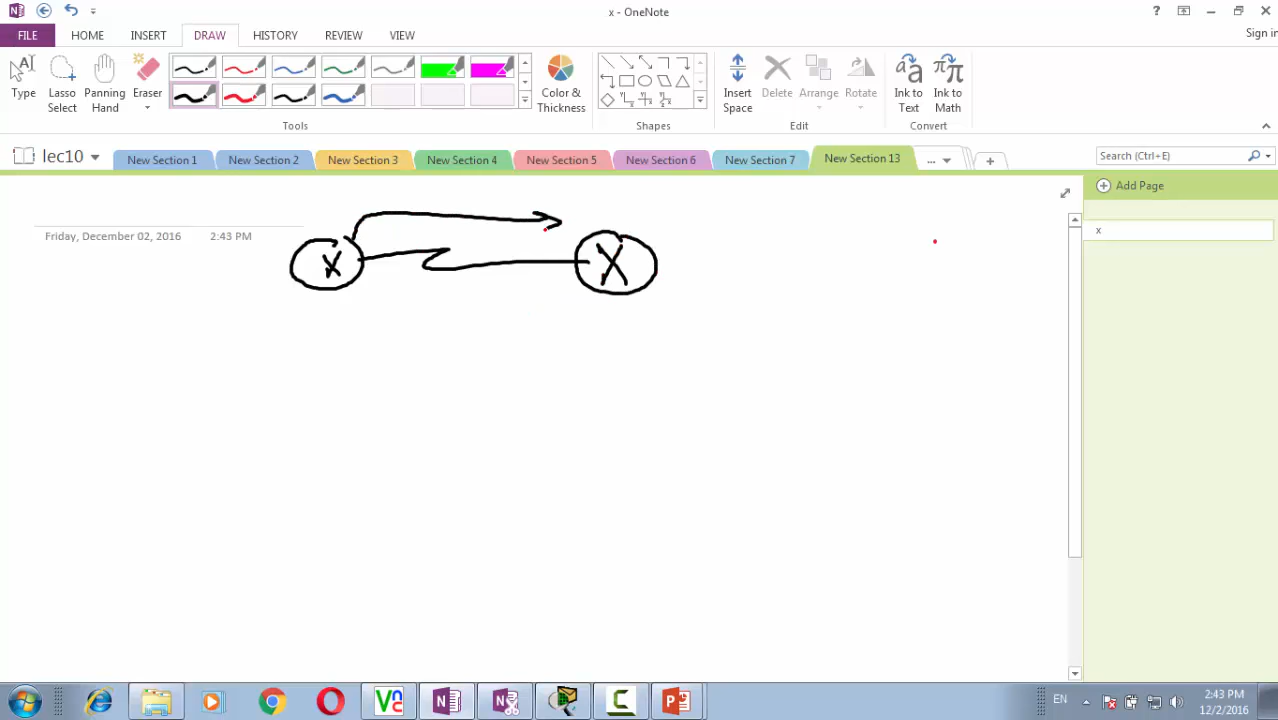 x - OneNote
?
Sign in
FILE HOME INSERT DRAW HISTORY REVIEW VIEW
Type
Lasso Select
Panning Hand
Eraser
Color & Thickness
Insert Space
Delete
Arrange
Rotate
Ink to Text
Ink to Math
Tools
Shapes
Edit
Convert
lec10
New Section 1
New Section 2
New Section 3
New Section 4
New Section 5
New Section 6
New Section 7
New Section 13
...
Search (Ctrl+E)
Add Page
x
Friday, December 02, 2016 2:43 PM
X X
EN
2:43 PM
12/2/2016